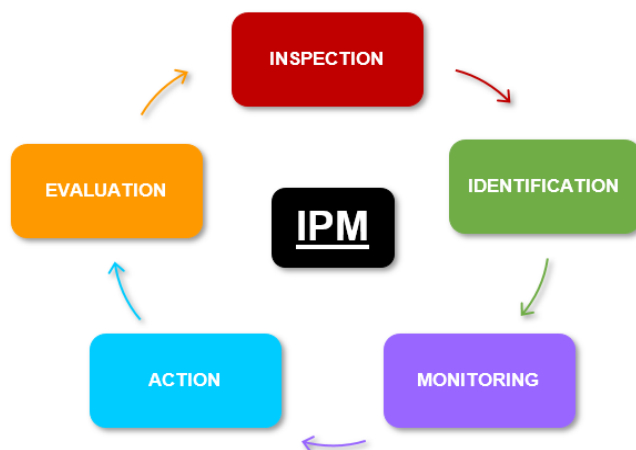 INSPECTION
IDENTIFICATION
MONITORING
ACTION
EVALUATION
IPM